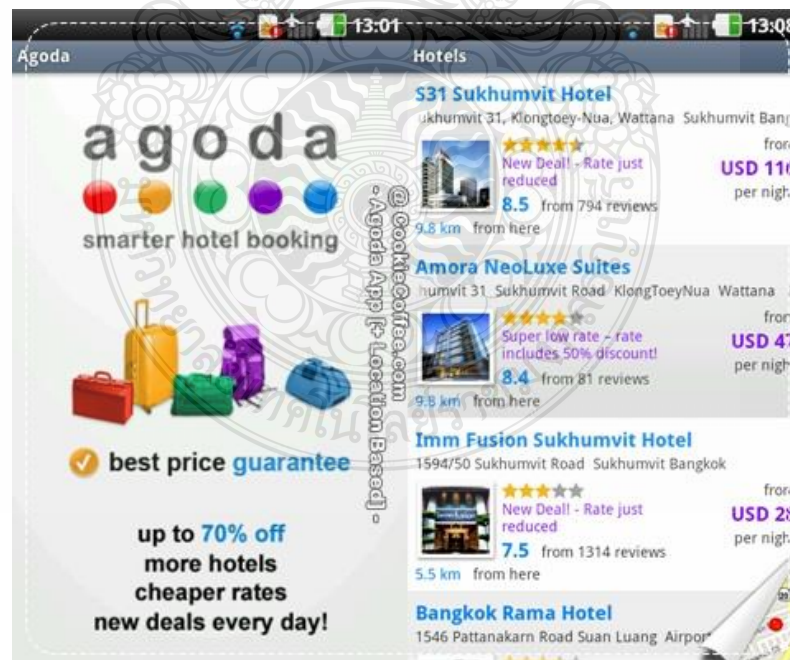 13:01
Agoda
agoda
smarter hotel booking
best price guarantee
up to 70% off
more hotels
cheaper rates
new deals every day!
@ CookieCoffee.com
- Agoda App [+ Location Based] -
13:08
Hotels
S31 Sukhumvit Hotel
ukhumvit 31, Klongtoey-Nua, Wattana Sukhumvit Bang
from
New Deal! - Rate just
reduced
USD 116
per nigh
8.5 from 794 reviews
9.8 km from here
Amora NeoLuxe Suites
humvit 31 Sukhumvit Road KlongToeyNua Wattana
from
Super low rate – rate
includes 50% discount!
USD 47
per nigh
8.4 from 81 reviews
9.8 km from here
Imm Fusion Sukhumvit Hotel
1594/50 Sukhumvit Road Sukhumvit Bangkok
from
New Deal! - Rate just
reduced
USD 28
per nigh
7.5 from 1314 reviews
5.5 km from here
Bangkok Rama Hotel
1546 Pattanakarn Road Suan Luang Airpor